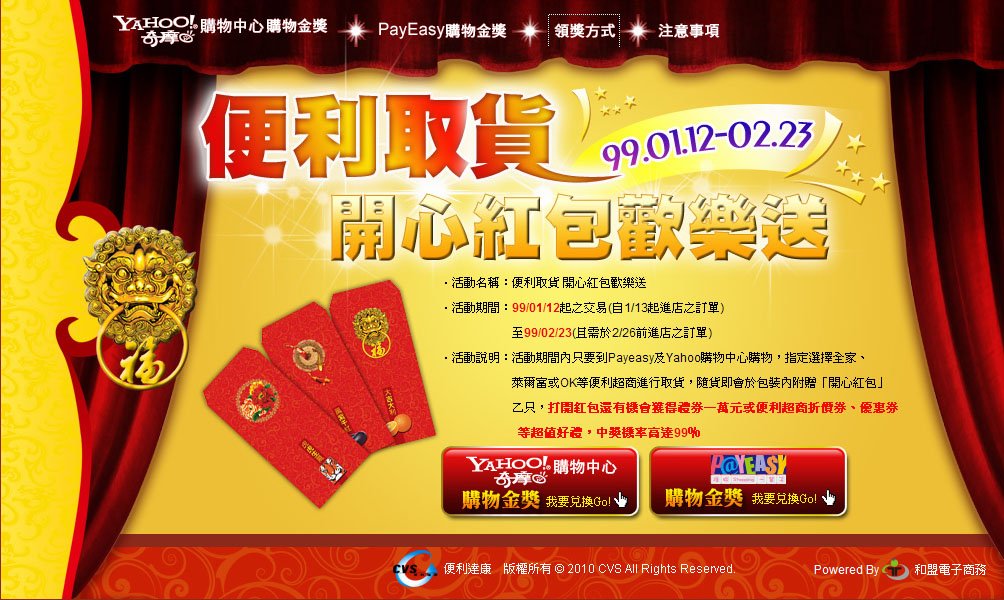 YAHOO!奇摩 購物中心 購物金獎 PayEasy購物金獎 領獎方式 注意事項
便利取貨
99.01.12-02.23
開心紅包歡樂送
・活動名稱：便利取貨 開心紅包歡樂送
・活動期間：99/01/12起之交易(自1/13起進店之訂單)
至99/02/23(且需於2/26前進店之訂單)
・活動說明：活動期間內只要到Payeasy及Yahoo購物中心購物，指定選擇全家、
萊爾富或OK等便利超商進行取貨，隨貨即會於包裝內附贈「開心紅包」
乙只，打開紅包還有機會獲得禮券一萬元或便利超商折價券、優惠券
等超值好禮，中獎機率高達99%
福
福
YAHOO!奇摩 購物中心
購物金獎 我要兌換Go!
P@YEASY
購物金獎 我要兌換Go!
CVS 便利達康 版權所有 © 2010 CVS All Rights Reserved.
Powered By 和盟電子商務